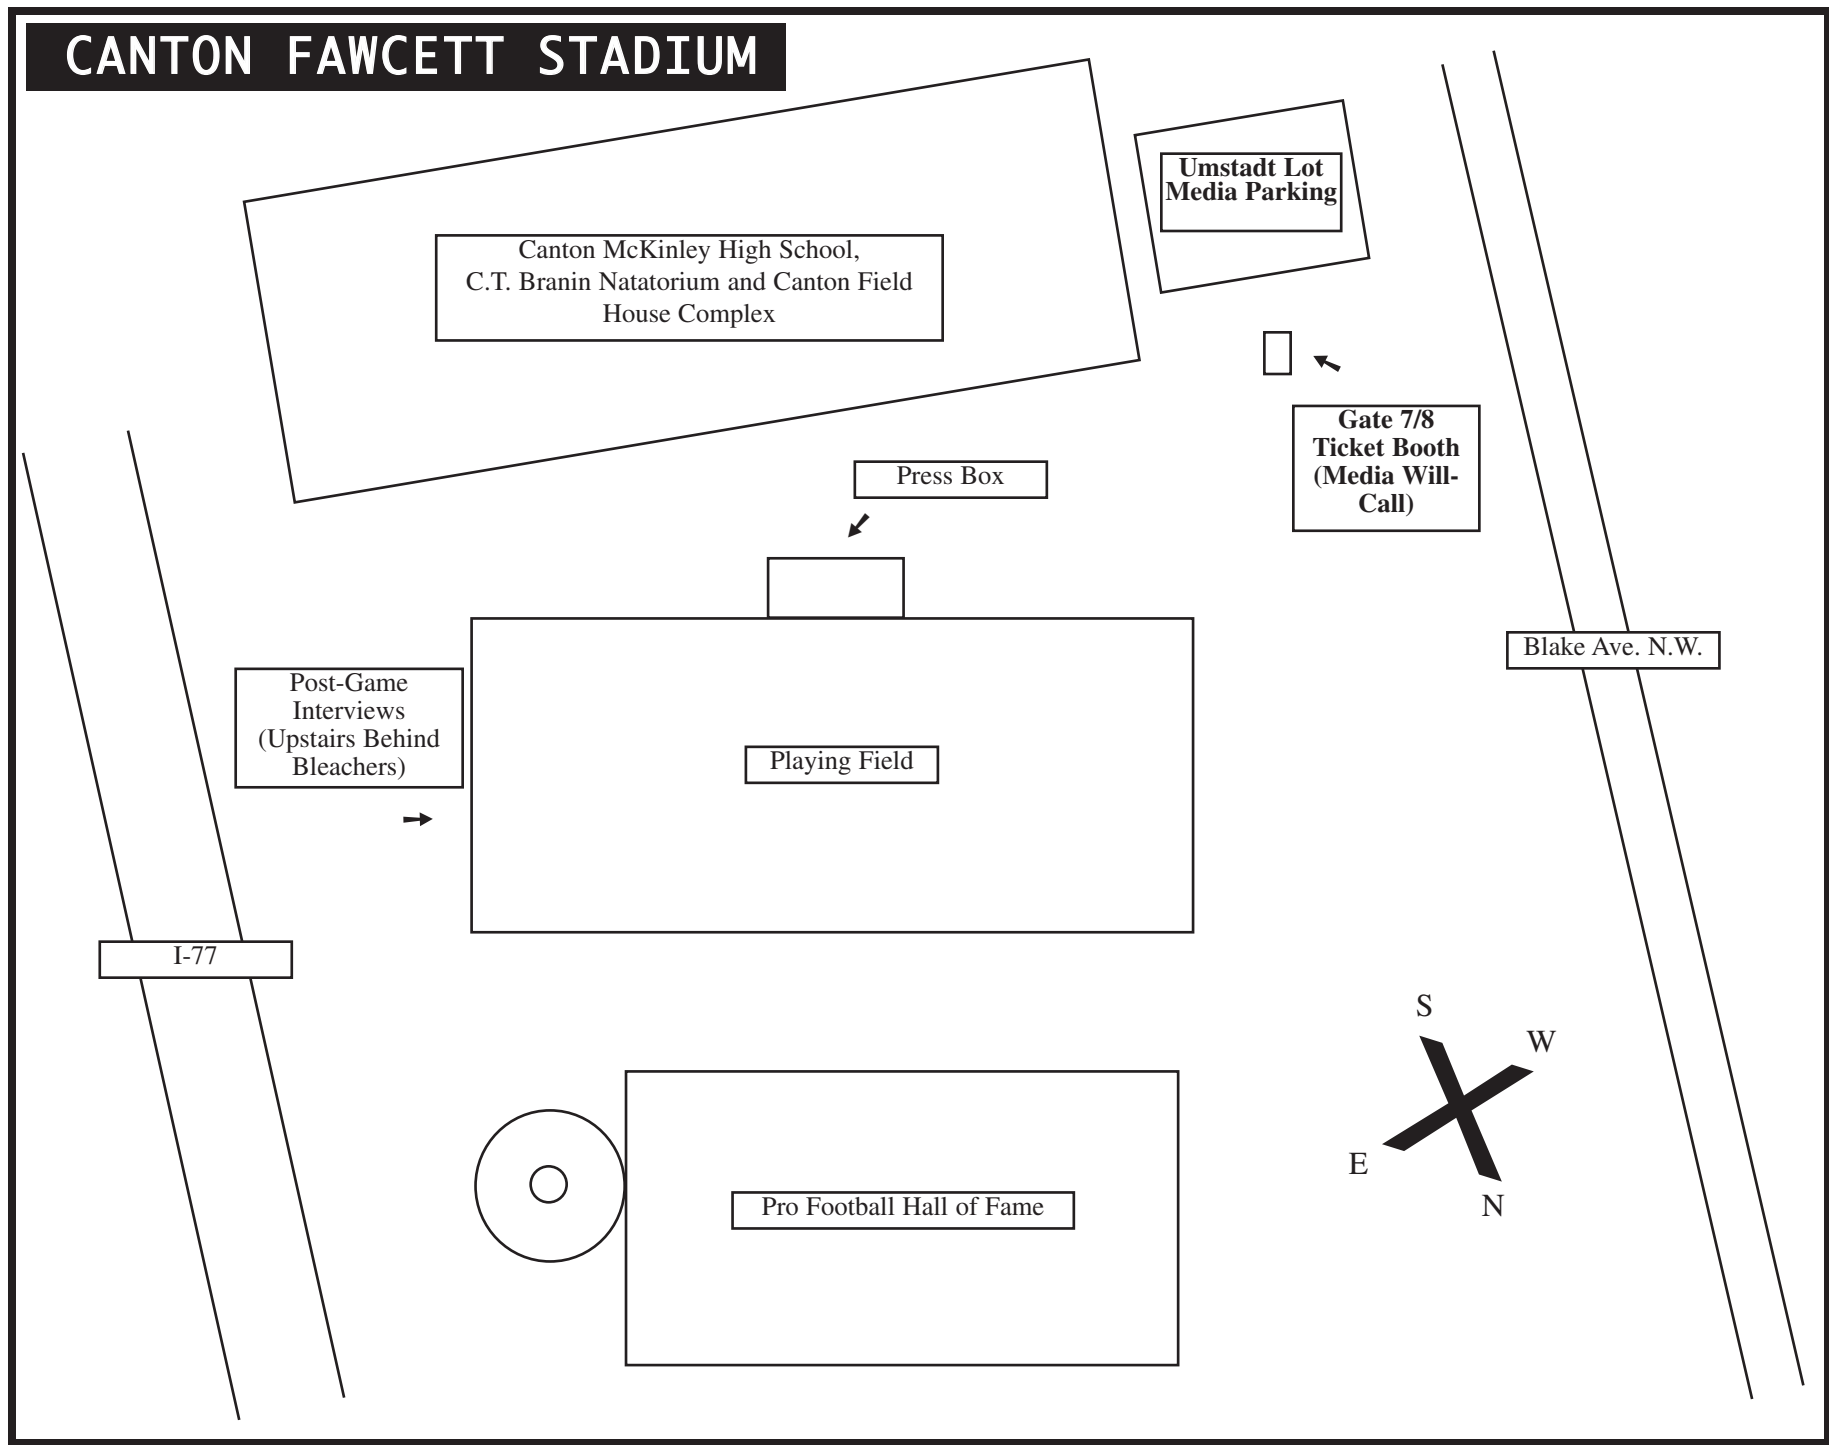 CANTON FAWCETT STADIUM
Umstadt Lot
Media Parking
Canton McKinley High School,
C.T. Branin Natatorium and Canton Field
House Complex
Gate 7/8
Ticket Booth
(Media Will-
Call)
Press Box
Blake Ave. N.W.
Post-Game
Interviews
(Upstairs Behind
Bleachers)
Playing Field
I-77
S
W
E
N
Pro Football Hall of Fame